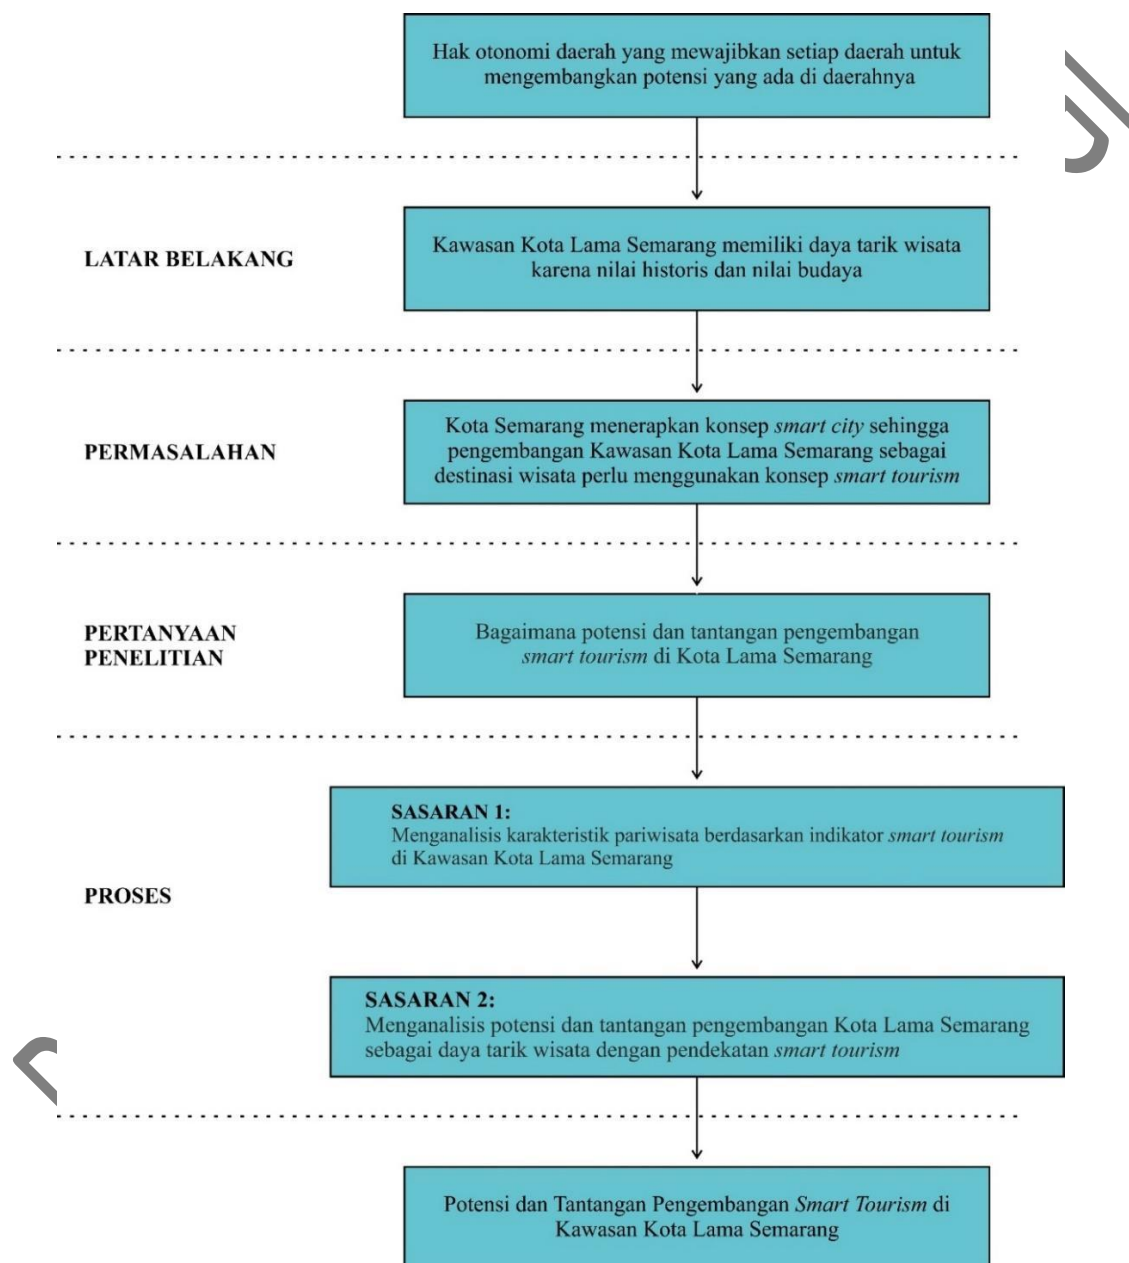 Hak otonomi daerah yang mewajibkan setiap daerah untuk
mengembangkan potensi yang ada di daerahnya
LATAR BELAKANG
Kawasan Kota Lama Semarang memiliki daya tarik wisata
karena nilai historis dan nilai budaya
PERMASALAHAN
Kota Semarang menerapkan konsep smart city sehingga
pengembangan Kawasan Kota Lama Semarang sebagai
destinasi wisata perlu menggunakan konsep smart tourism
PERTANYAAN
PENELITIAN
Bagaimana potensi dan tantangan pengembangan
smart tourism di Kota Lama Semarang
PROSES
SASARAN 1:
Menganalisis karakteristik pariwisata berdasarkan indikator smart tourism
di Kawasan Kota Lama Semarang
SASARAN 2:
Menganalisis potensi dan tantangan pengembangan Kota Lama Semarang
sebagai daya tarik wisata dengan pendekatan smart tourism
Potensi dan Tantangan Pengembangan Smart Tourism di
Kawasan Kota Lama Semarang